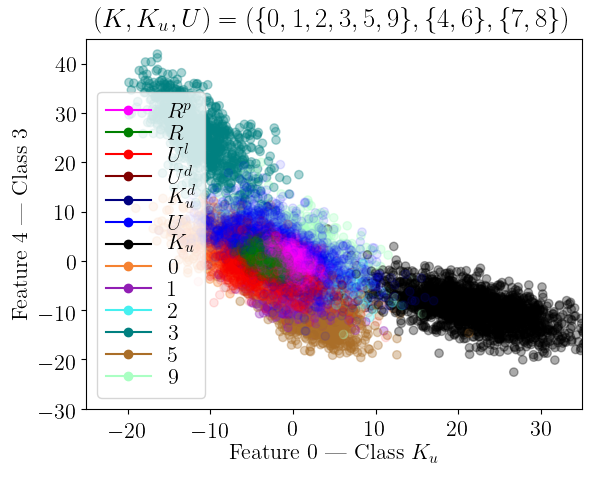 (K, K_u, U) = ({0, 1, 2, 3, 5, 9}, {4, 6}, {7, 8})
Feature 4 — Class 3
40
30
20
10
0
−10
−20
−30
R^p
R
U^l
U^d
K_u^d
U
K_u
0
1
2
3
5
9
−20 −10 0 10 20 30
Feature 0 — Class K_u